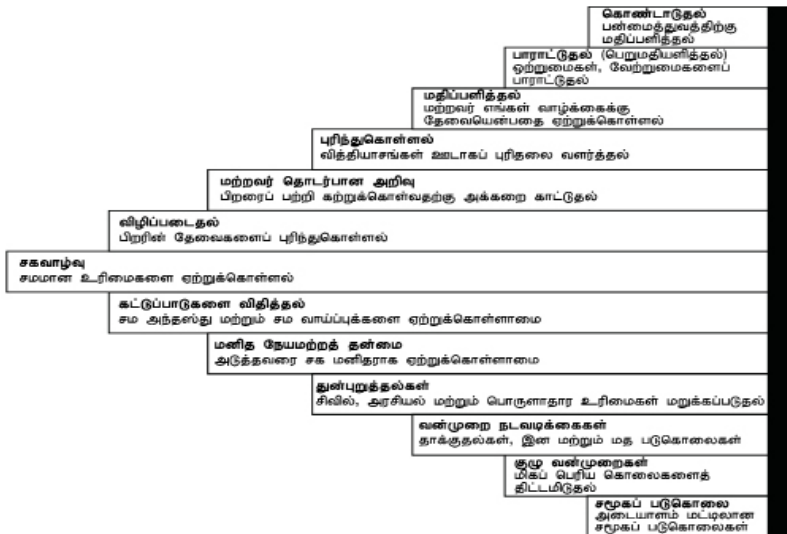 கொண்டாடுதல்
பன்மைத்துவத்திற்கு
மதிப்பளித்தல்
பாராட்டுதல் (பெறுமதியளித்தல்)
ஒற்றுமைகள், வேற்றுமைகளைப்
பாராட்டுதல்
மதிப்பளித்தல்
மற்றவர் எங்கள் வாழ்க்கைக்கு
தேவையென்பதை ஏற்றுக்கொள்ளல்
புரிந்துகொள்ளல்
வித்தியாசங்கள் ஊடாகப் புரிதலை வளர்த்தல்
மற்றவர் தொடர்பான அறிவு
பிறரைப் பற்றி கற்றுக்கொள்வதற்கு அக்கறை காட்டுதல்
விழிப்படைதல்
பிறரின் தேவைகளைப் புரிந்துகொள்ளல்
சகவாழ்வு
சமமான உரிமைகளை ஏற்றுக்கொள்ளல்
கட்டுப்பாடுகளை விதித்தல்
சம அந்தஸ்து மற்றும் சம வாய்ப்புக்களை ஏற்றுக்கொள்ளாமை
மனித நேயமற்றத் தன்மை
அடுத்தவரை சக மனிதராக ஏற்றுக்கொள்ளாமை
துன்புறுத்தல்கள்
சிவில், அரசியல் மற்றும் பொருளாதார உரிமைகள் மறுக்கப்படுதல்
வன்முறை நடவடிக்கைகள்
தாக்குதல்கள், இன மற்றும் மத படுகொலைகள்
குழு வன்முறைகள்
மிகப் பெரிய கொலைகளைத்
திட்டமிடுதல்
சமூகப் படுகொலை
அடையாளம் மட்டிலான
சமூகப் படுகொலைகள்